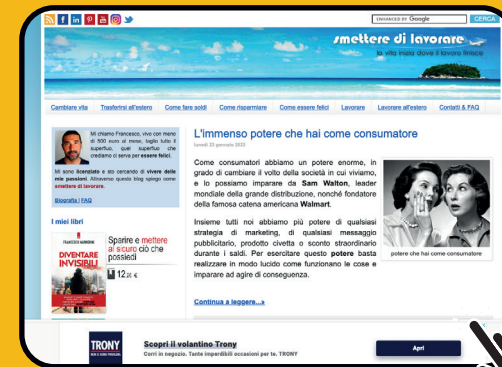 ENHANCED BY Google
CERCA
smettere di lavorare
la vita inizia dove il lavoro finisce
Cambiare vita Trasferirsi all'estero Come fare soldi Come risparmiare Come essere felici Lavorare Lavorare all'estero Contatti & FAQ
Mi chiamo Francesco, vivo con meno
di 500 euro al mese, taglio tutto il
superfluo, quel superfluo che
crediamo ci serva per essere felici.
Mi sono licenziato e sto cercando di vivere delle
mie passioni. Attraverso questo blog spiego come
smettere di lavorare.
Biografia | FAQ
I miei libri
FRANCESCO NARMENNI
DIVENTARE
INVISIBILI
Sparire e mettere
al sicuro ciò che
possiedi
12
€
L'immenso potere che hai come consumatore
lunedì 23 gennaio 2023
Come consumatori abbiamo un potere enorme, in
grado di cambiare il volto della società in cui viviamo,
e lo possiamo imparare da Sam Walton, leader
mondiale della grande distribuzione, nonché fondatore
della famosa catena americana Walmart.
Insieme tutti noi abbiamo più potere di qualsiasi
strategia di marketing, di qualsiasi messaggio
pubblicitario, prodotto civetta o sconto straordinario
durante i saldi. Per esercitare questo potere basta
realizzare in modo lucido come funzionano le cose e
imparare ad agire di conseguenza.
potere che hai come consumatore
Continua a leggere...»
TRONY
Scopri il volantino Trony
Corri in negozio. Tante imperdibili occasioni per te. TRONY
Apri